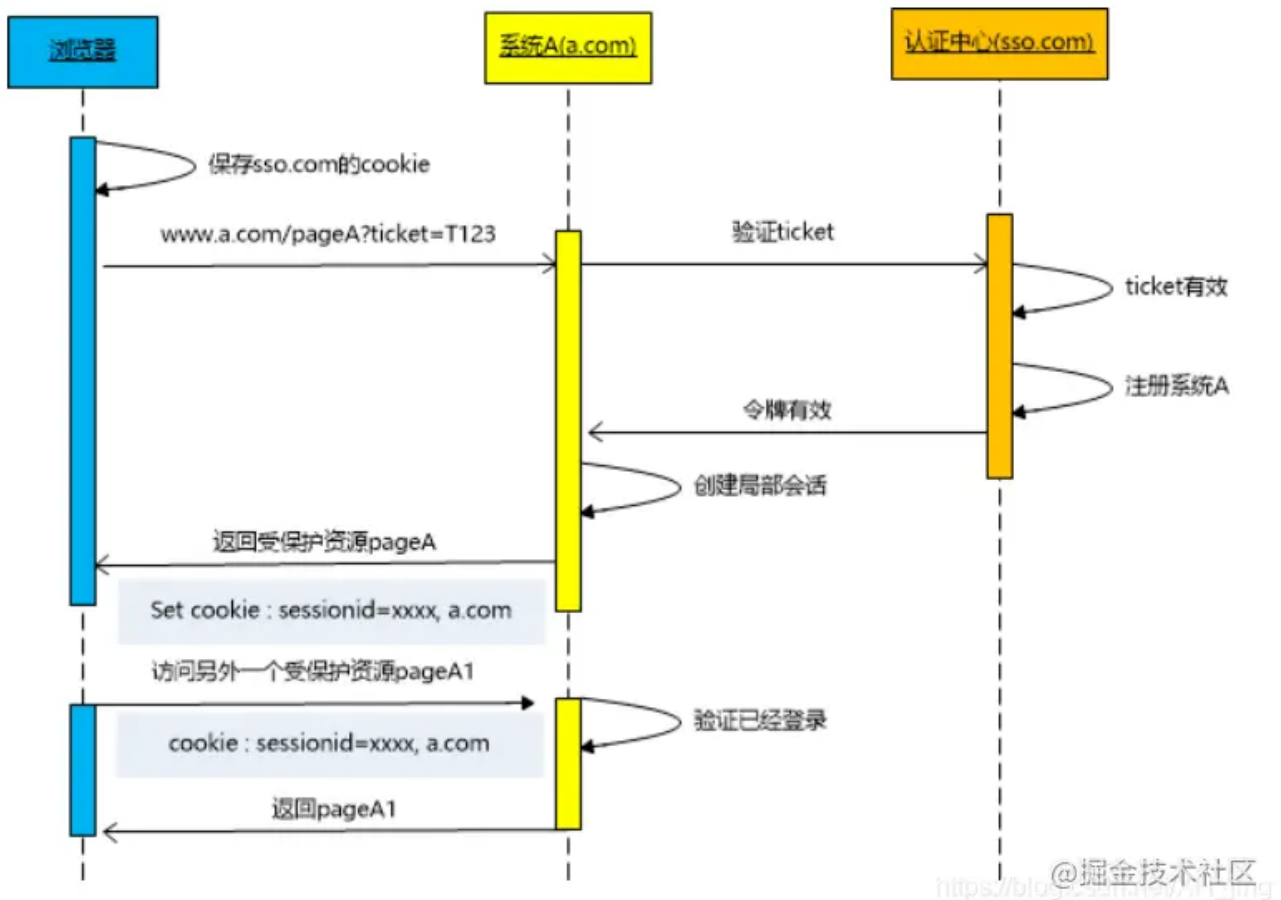 浏览器
系统A(a.com)
认证中心(sso.com)
保存sso.com的cookie
www.a.com/pageA?ticket=T123
验证ticket
ticket有效
注册系统A
令牌有效
创建局部会话
返回受保护资源pageA
Set cookie : sessionid=xxxx, a.com
访问另外一个受保护资源pageA1
验证已经登录
cookie : sessionid=xxxx, a.com
返回pageA1
@掘金技术社区